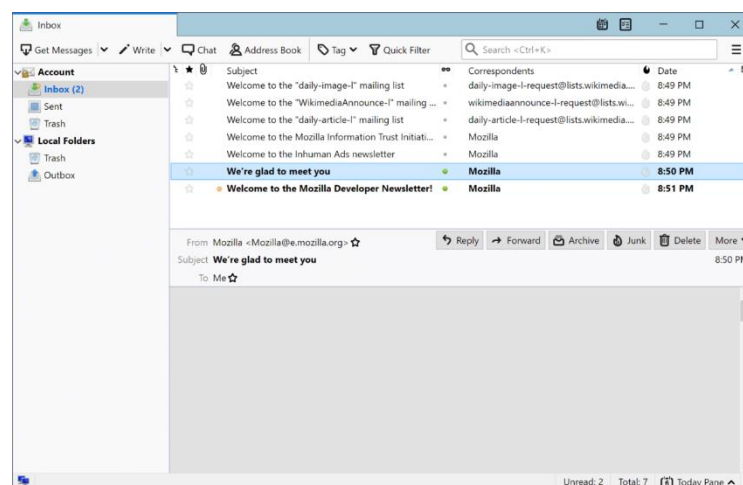 Inbox
Get Messages Write Chat Address Book Tag Quick Filter Search <Ctrl+K>
Account
Inbox (2)
Sent
Trash
Local Folders
Trash
Outbox
Subject Correspondents Date
Welcome to the "daily-image-l" mailing list daily-image-l-request@lists.wikimedia.... 8:49 PM
Welcome to the "WikimediaAnnounce-l" mailing ... wikimediaannounce-l-request@lists.wi... 8:49 PM
Welcome to the "daily-article-l" mailing list daily-article-l-request@lists.wikimedia.... 8:49 PM
Welcome to the Mozilla Information Trust Initiati... Mozilla 8:49 PM
Welcome to the Inhuman Ads newsletter Mozilla 8:49 PM
We're glad to meet you Mozilla 8:50 PM
Welcome to the Mozilla Developer Newsletter! Mozilla 8:51 PM
From Mozilla <Mozilla@e.mozilla.org> Reply Forward Archive Junk Delete More
Subject We're glad to meet you 8:50 PM
To Me
Unread: 2 Total: 7 Today Pane